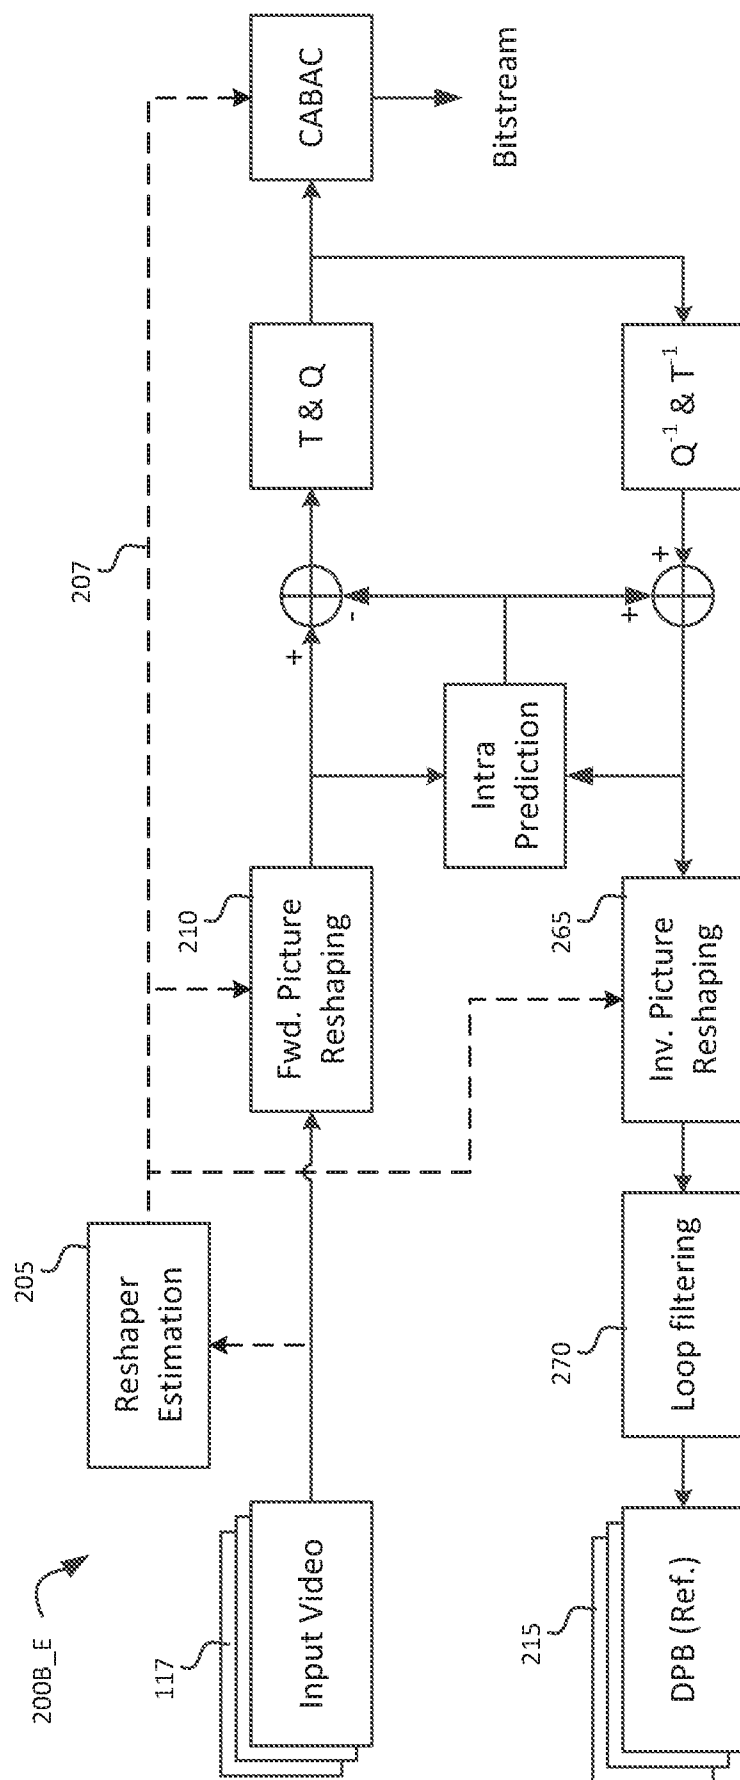 200B_E
117
Input Video
205
Reshaper
Estimation
207
210
Fwd. Picture
Reshaping
+
-
T & Q
CABAC
Bitstream
Intra
Prediction
+
+
Q⁻¹ & T⁻¹
265
Inv. Picture
Reshaping
270
Loop filtering
215
DPB (Ref.)